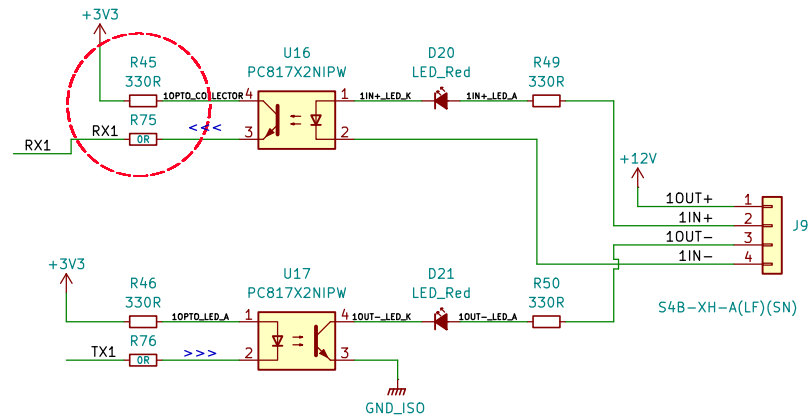 +3V3
R45
330R
1OPTO_COLLECTOR
U16
PC817X2NIPW
4
1
3
2
1IN+_LED_K
D20
LED_Red
1IN+_LED_A
R49
330R
RX1
RX1
R75
0R
<<<
+12V
1OUT+
1
1IN+
2
1OUT-
3
1IN-
4
J9
S4B-XH-A(LF)(SN)
+3V3
R46
330R
1OPTO_LED_A
U17
PC817X2NIPW
1
4
2
3
1OUT-_LED_K
D21
LED_Red
1OUT-_LED_A
R50
330R
TX1
R76
0R
>>>
GND_ISO